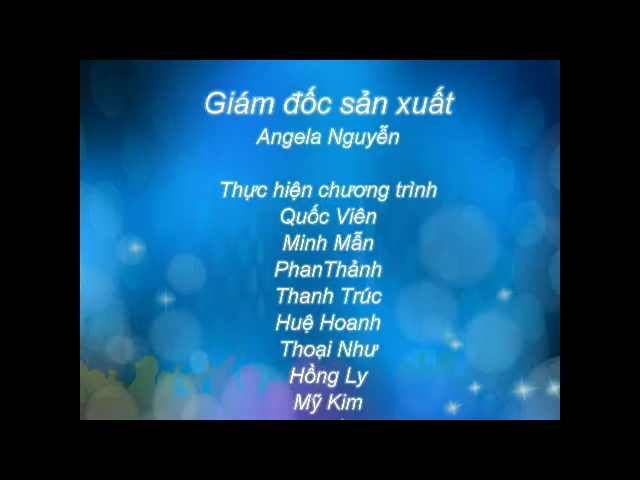 Giám đốc sản xuất
Angela Nguyễn
Thực hiện chương trình
Quốc Viên
Minh Mẫn
PhanThảnh
Thanh Trúc
Huệ Hoanh
Thoại Như
Hồng Ly
Mỹ Kim